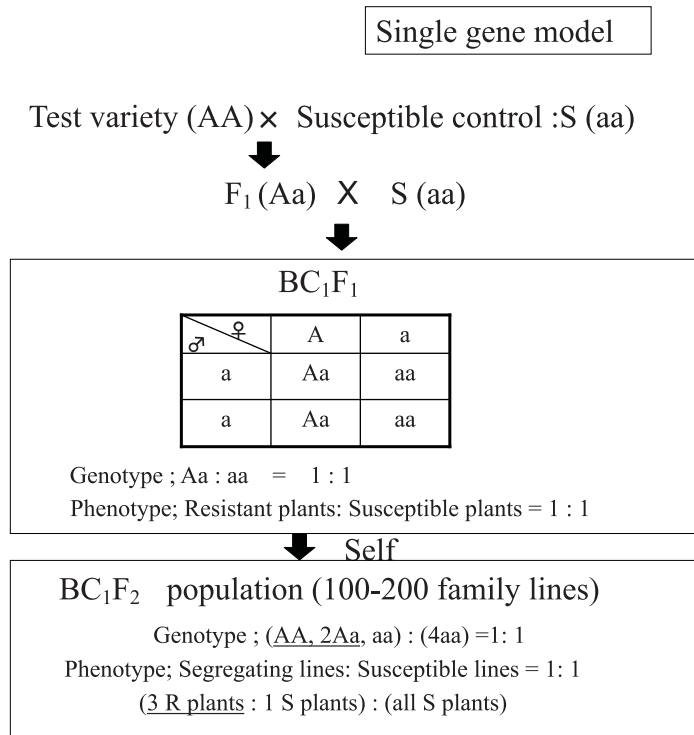 Single gene model
Test variety (AA) × Susceptible control :S (aa)
F₁ (Aa) X S (aa)
BC₁F₁
♂ ♀ A a
a Aa aa
a Aa aa
Genotype ; Aa : aa = 1 : 1
Phenotype; Resistant plants: Susceptible plants = 1 : 1
Self
BC₁F₂ population (100-200 family lines)
Genotype ; (AA, 2Aa, aa) : (4aa) =1: 1
Phenotype; Segregating lines: Susceptible lines = 1: 1
(3 R plants : 1 S plants) : (all S plants)